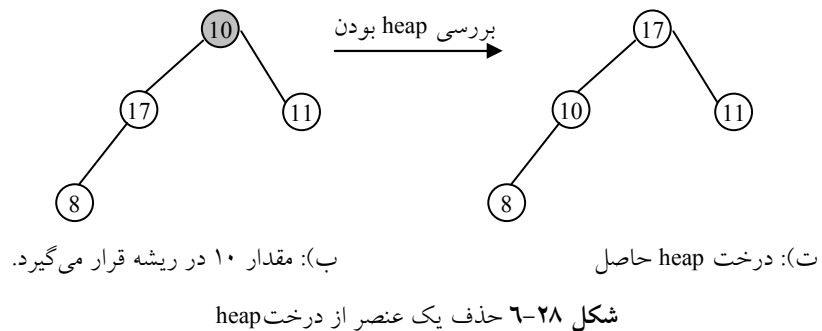 10
بررسی heap بودن
17
17
11
10
11
8
8
ب): مقدار ۱۰ در ریشه قرار می‌گیرد.
ت): درخت heap حاصل
شکل ۲۸-۶ حذف یک عنصر از درخت‌heap